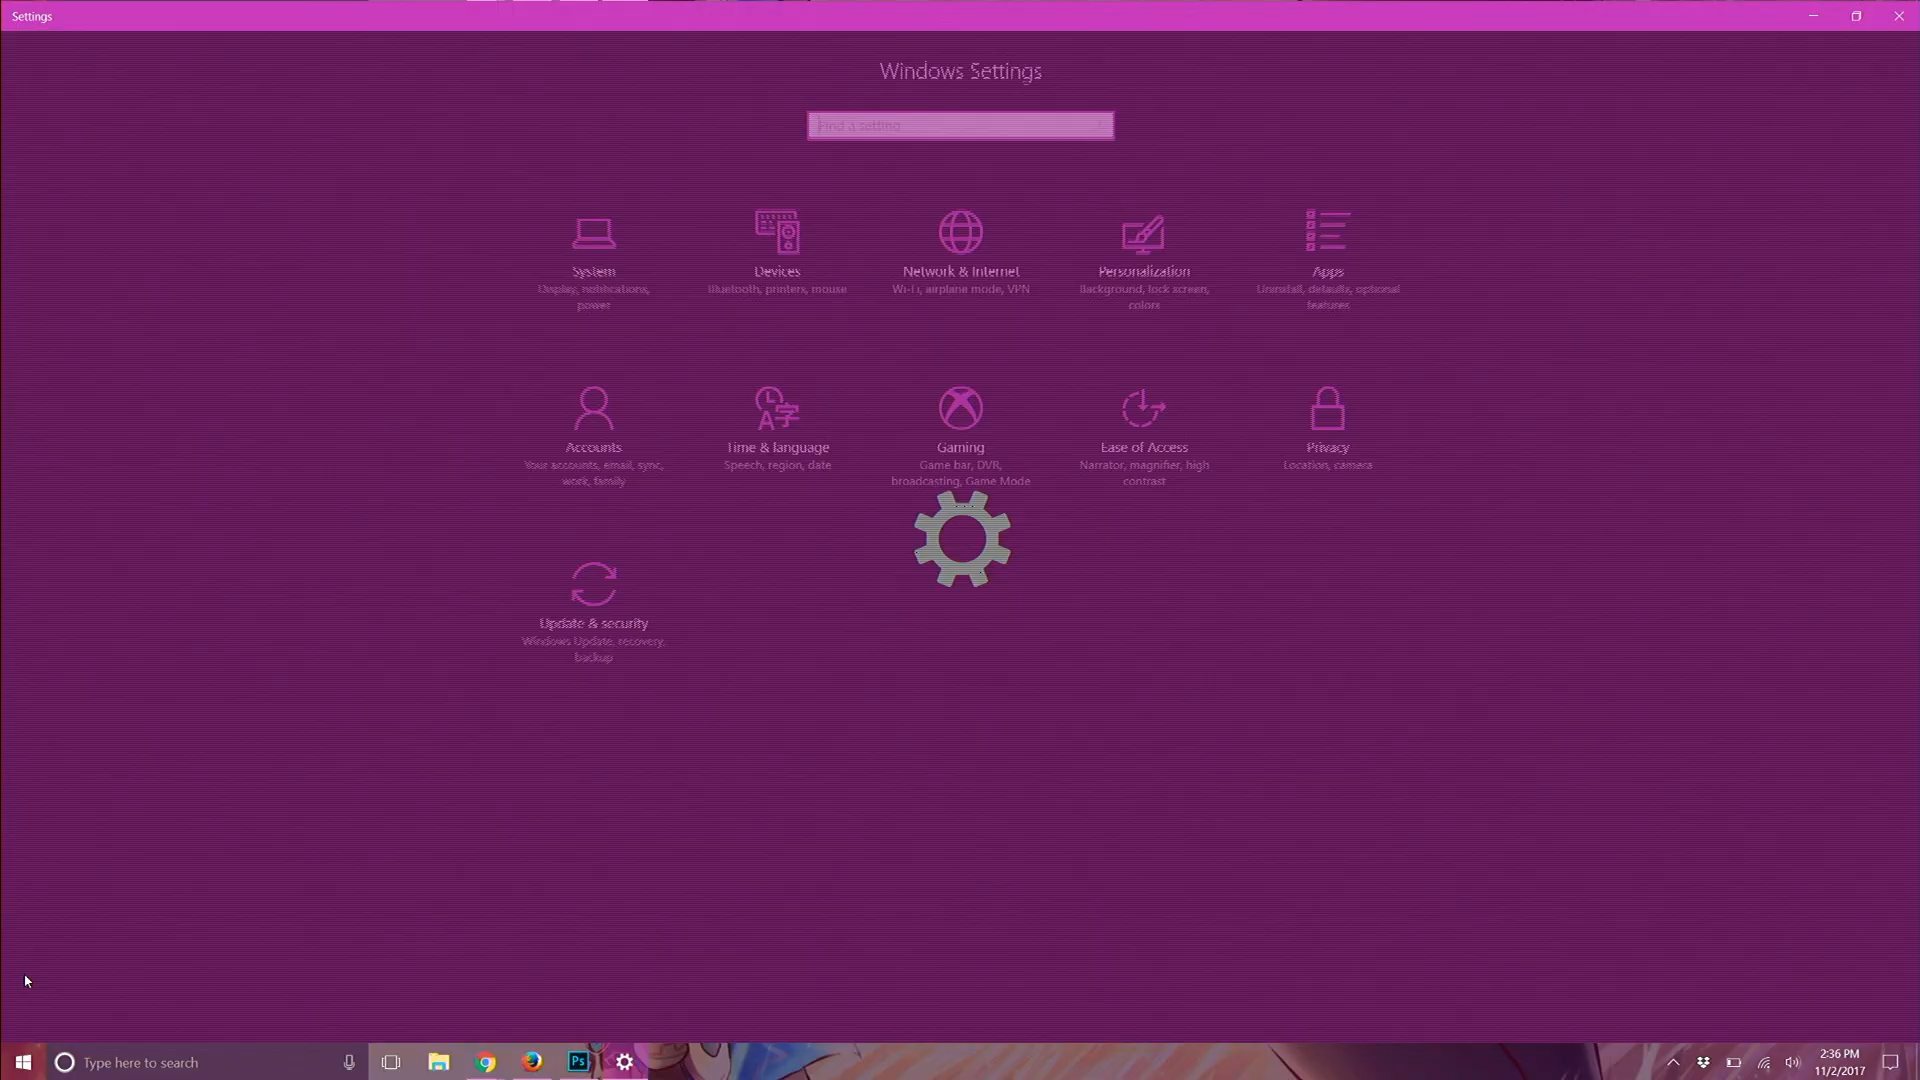 Settings
Windows Settings
Find a setting
System
Display, notifications,
power
Devices
Bluetooth, printers, mouse
Network & Internet
Wi-Fi, airplane mode, VPN
Personalization
Background, lock screen,
colors
Apps
Uninstall, defaults, optional
features
Accounts
Your accounts, email, sync,
work, family
Time & language
Speech, region, date
Gaming
Game bar, DVR,
broadcasting, Game Mode
Ease of Access
Narrator, magnifier, high
contrast
Privacy
Location, camera
Update & security
Windows Update, recovery,
backup
Type here to search
Ps
2:36 PM
11/2/2017